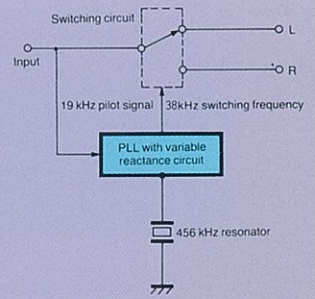 Switching circuit
L
Input
R
19 kHz pilot signal
38kHz switching frequency
PLL with variable
reactance circuit
456 kHz resonator